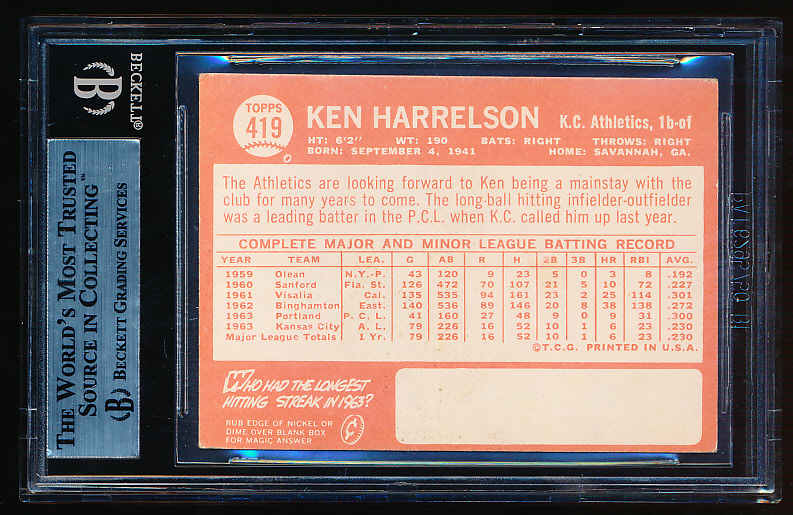 BECKETT®
B
THE WORLD'S MOST TRUSTED
SOURCE IN COLLECTING™
B BECKETT GRADING SERVICES
TOPPS
419
KEN HARRELSON
K.C. Athletics, 1b-of
HT: 6'2" WT: 190 BATS: RIGHT THROWS: RIGHT
BORN: SEPTEMBER 4, 1941 HOME: SAVANNAH, GA.
The Athletics are looking forward to Ken being a mainstay with the
club for many years to come. The long-ball hitting infielder-outfielder
was a leading batter in the P.C.L. when K.C. called him up last year.
COMPLETE MAJOR AND MINOR LEAGUE BATTING RECORD
YEAR TEAM LEA. G AB R H 2B 3B HR RBI AVG.
1959 Olean N.Y.-P. 43 120 9 23 5 0 3 8 .192
1960 Sanford Fla. St. 126 472 70 107 21 5 10 72 .227
1961 Visalia Cal. 135 535 94 161 23 2 25 114 .301
1962 Binghamton East. 140 536 89 146 20 8 38 138 .272
1963 Portland P. C. L. 41 160 27 48 9 0 9 31 .300
1963 Kansas City A. L. 79 226 16 52 10 1 6 23 .230
Major League Totals 1 Yr. 79 226 16 52 10 1 6 23 .230
©T.C.G. PRINTED IN U.S.A.
WHO HAD THE LONGEST
HITTING STREAK IN 1963?
RUB EDGE OF NICKEL OR
DIME OVER BLANK BOX
FOR MAGIC ANSWER